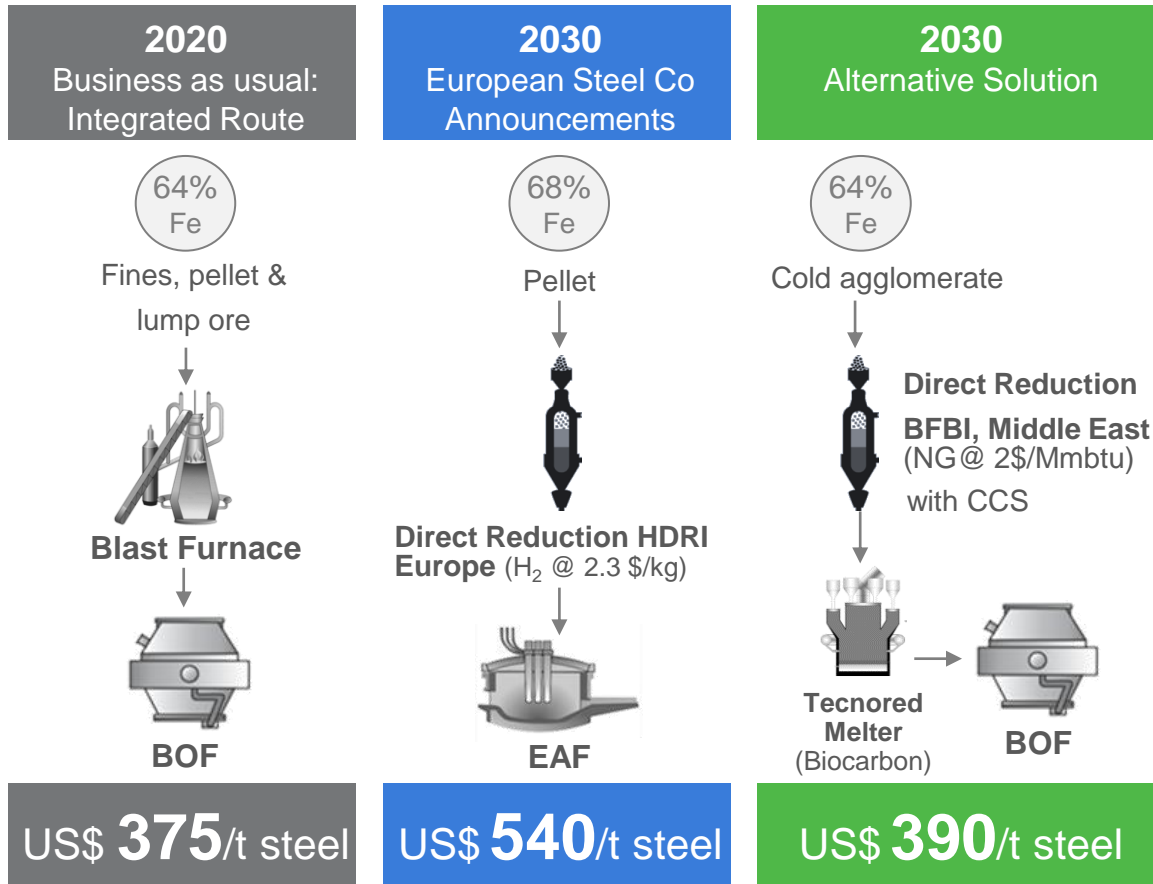 2020
Business as usual:
Integrated Route
64%
Fe
Fines, pellet &
lump ore
Blast Furnace
BOF
US$ 375/t steel
2030
European Steel Co
Announcements
68%
Fe
Pellet
Direct Reduction HDRI
Europe (H₂ @ 2.3 $/kg)
EAF
US$ 540/t steel
2030
Alternative Solution
64%
Fe
Cold agglomerate
Direct Reduction
BFBI, Middle East
(NG@ 2$/Mmbtu)
with CCS
Tecnored
Melter
(Biocarbon)
BOF
US$ 390/t steel